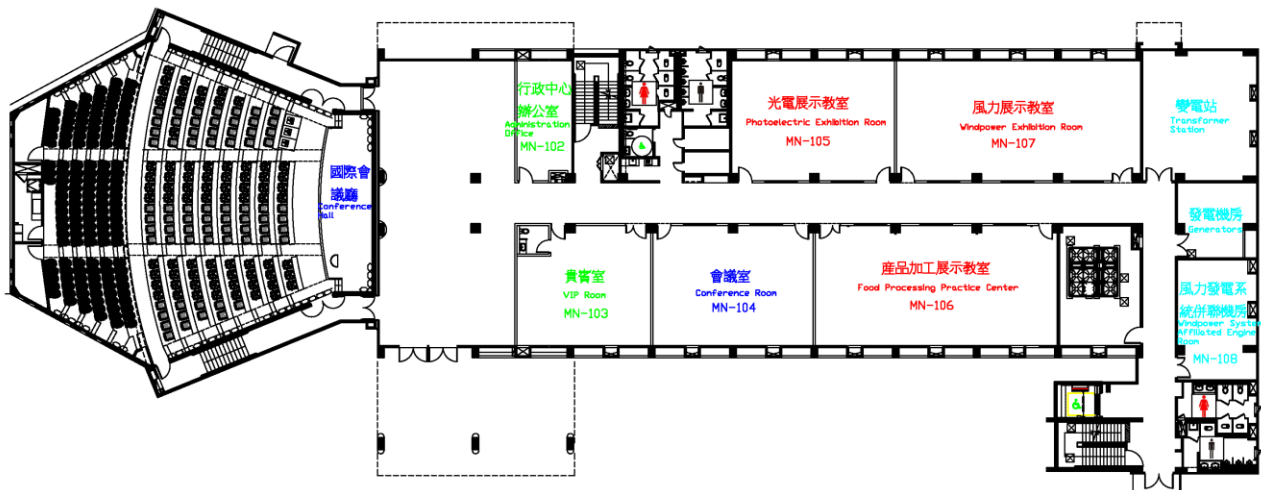 國際會
議廳
Conference
Hall
行政中心
辦公室
Administration
Office
MN-102
光電展示教室
Photoelectric Exhibition Room
MN-105
風力展示教室
Windpower Exhibition Room
MN-107
變電站
Transformer
Station
發電機房
Generators
貴賓室
VIP Room
MN-103
會議室
Conference Room
MN-104
産品加工展示教室
Food Processing Practice Center
MN-106
風力發電系
統併聯機房
Windpower System
Affiliated Engine
Room
MN-108